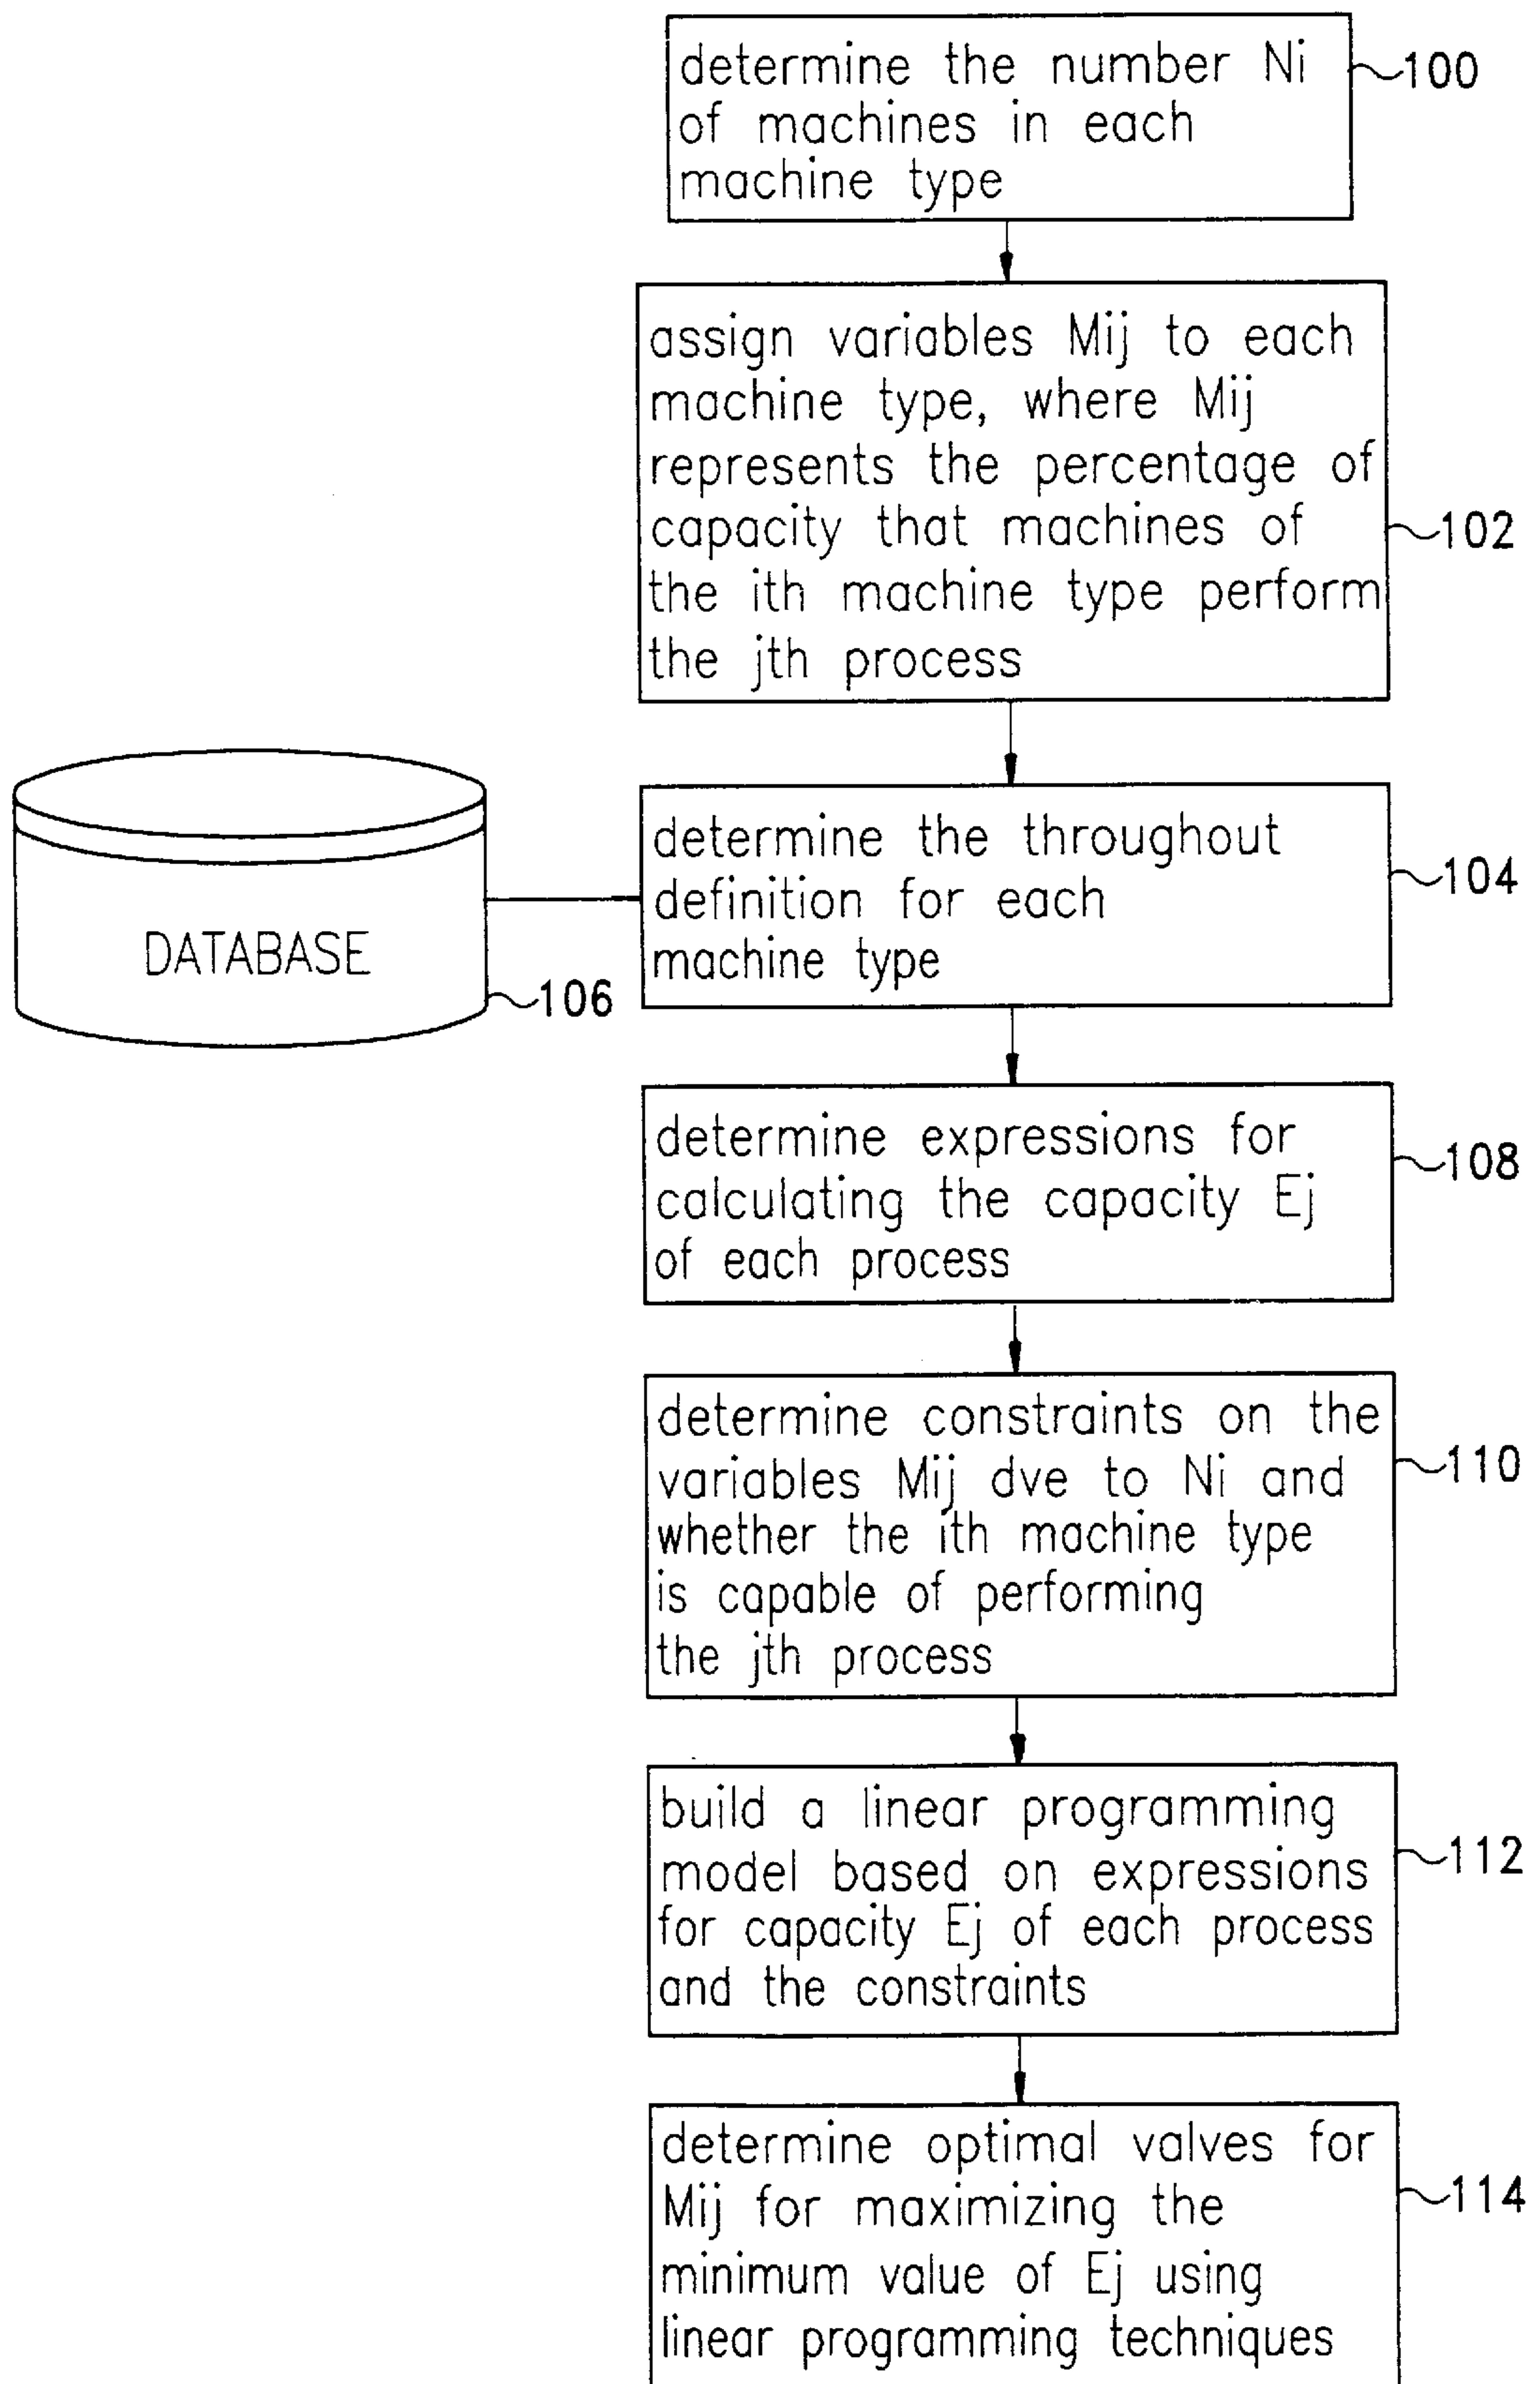 determine the number Ni
of machines in each
machine type
100
assign variables Mij to each
machine type, where Mij
represents the percentage of
capacity that machines of
the ith machine type perform
the jth process
102
determine the throughout
definition for each
machine type
104
DATABASE
106
determine expressions for
calculating the capacity Ej
of each process
108
determine constraints on the
variables Mij dve to Ni and
whether the ith machine type
is capable of performing
the jth process
110
build a linear programming
model based on expressions
for capacity Ej of each process
and the constraints
112
determine optimal valves for
Mij for maximizing the
minimum value of Ej using
linear programming techniques
114